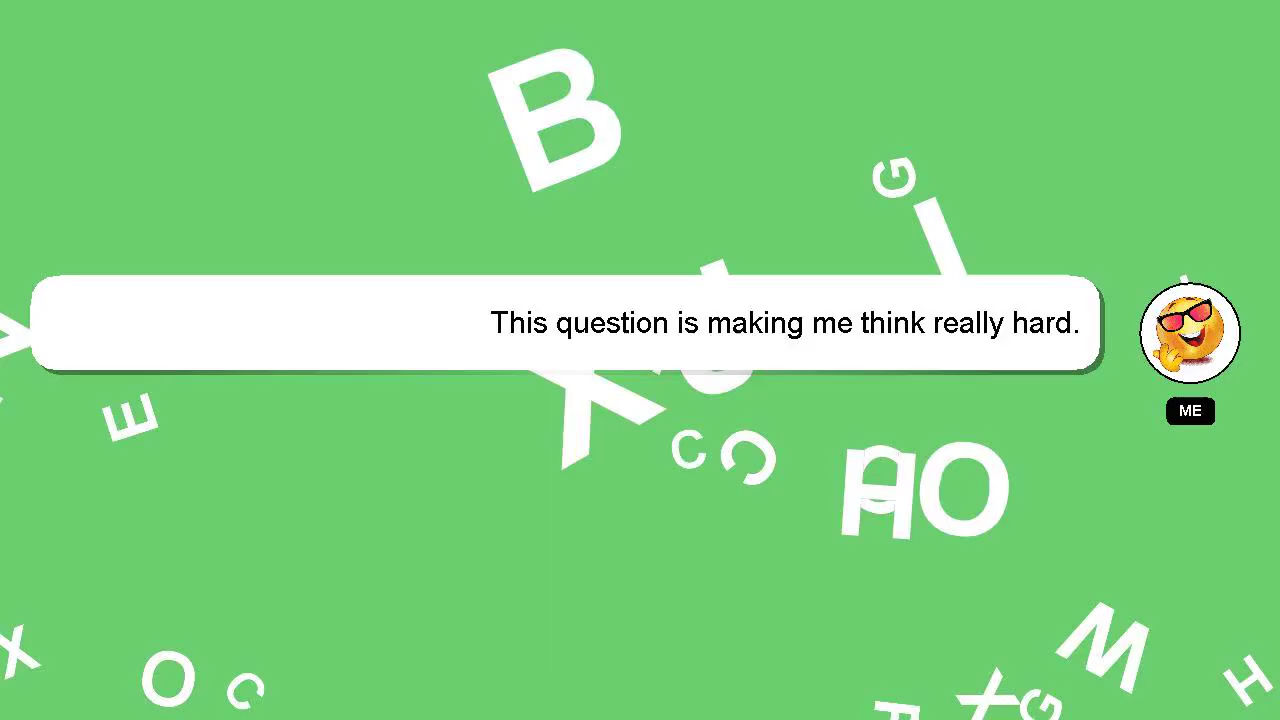 B
G
I
This question is making me think really hard.
ME
E
X
C
C
H
O
O
X
O
C
M
H
X
G